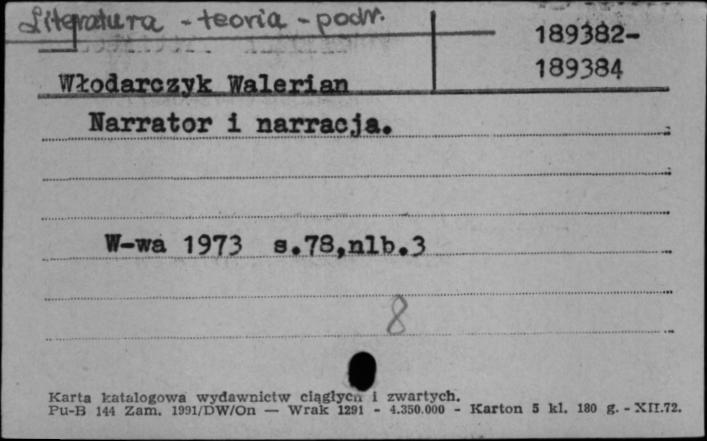 Literatura - teoria - podr.
189382-
189384
Włodarczyk Walerian
Narrator i narracja.
W-wa 1973 s.78,nlb.3
8
Karta katalogowa wydawnictw ciągłych i zwartych.
Pu-B 144 Zam. 1991/DW/On — Wrak 1291 - 4.350.000 - Karton 5 kl. 180 g. - XII.72.